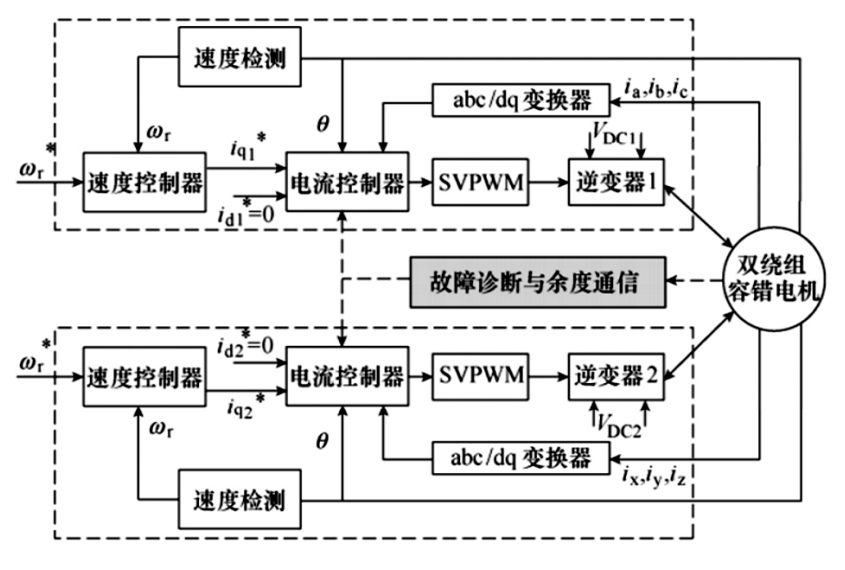 速度检测
abc/dq 变换器
i_a,i_b,i_c
ω_r
θ
V_DC1
ω_r*
速度控制器
i_q1*
i_d1*=0
电流控制器
SVPWM
逆变器1
故障诊断与余度通信
双绕组
容错电机
ω_r*
速度控制器
i_d2*=0
i_q2*
电流控制器
SVPWM
逆变器2
ω_r
θ
V_DC2
abc/dq 变换器
i_x,i_y,i_z
速度检测